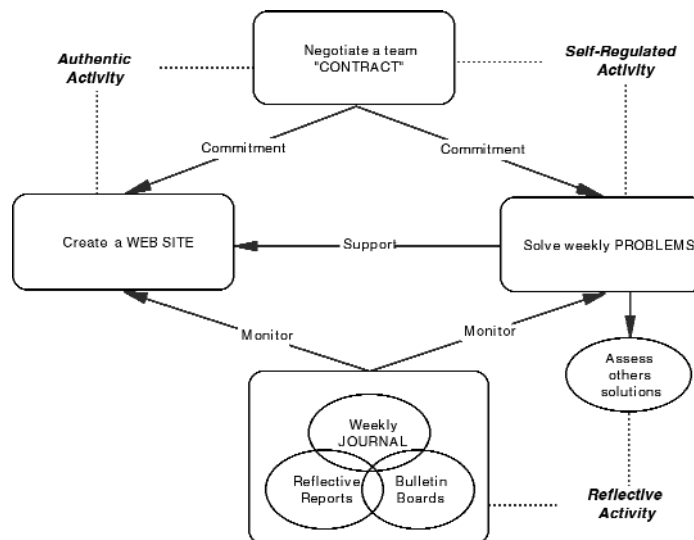 Negotiate a team
"CONTRACT"
Authentic
Activity
Self-Regulated
Activity
Commitment
Commitment
Create a WEB SITE
Support
Solve weekly PROBLEMS
Monitor
Monitor
Assess
others
solutions
Weekly
JOURNAL
Reflective
Reports
Bulletin
Boards
Reflective
Activity